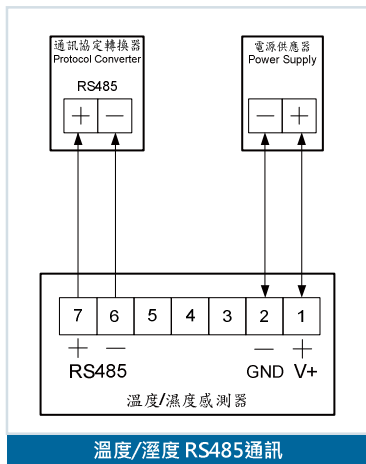 通訊協定轉換器
Protocol Converter
RS485
+ −
電源供應器
Power Supply
− +
7 6 5 4 3 2 1
+ − − +
RS485 GND V+
溫度/濕度感測器
溫度/溼度 RS485通訊